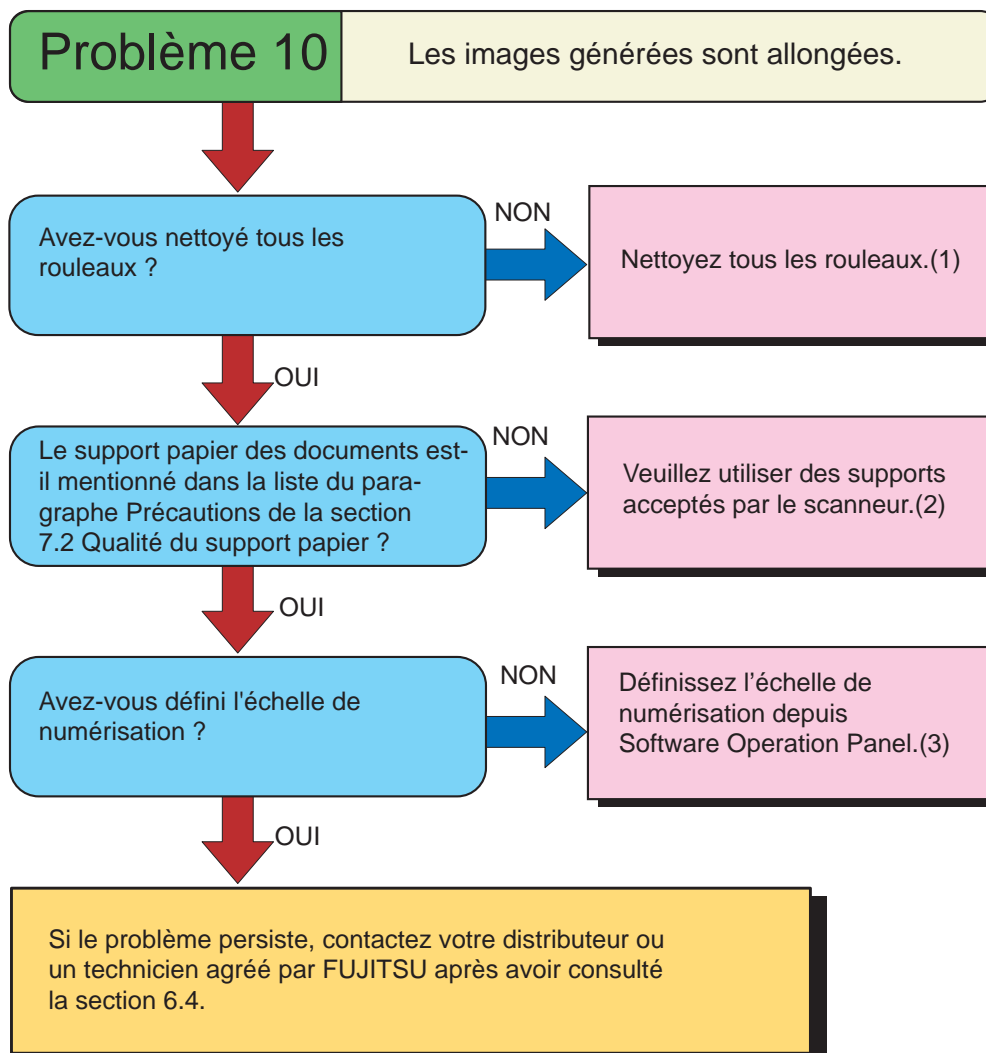 Problème 10
Les images générées sont allongées.
Avez-vous nettoyé tous les
rouleaux ?
NON
Nettoyez tous les rouleaux.(1)
OUI
Le support papier des documents est-
il mentionné dans la liste du para-
graphe Précautions de la section
7.2 Qualité du support papier ?
NON
Veuillez utiliser des supports
acceptés par le scanneur.(2)
OUI
Avez-vous défini l'échelle de
numérisation ?
NON
Définissez l’échelle de
numérisation depuis
Software Operation Panel.(3)
OUI
Si le problème persiste, contactez votre distributeur ou
un technicien agréé par FUJITSU après avoir consulté
la section 6.4.